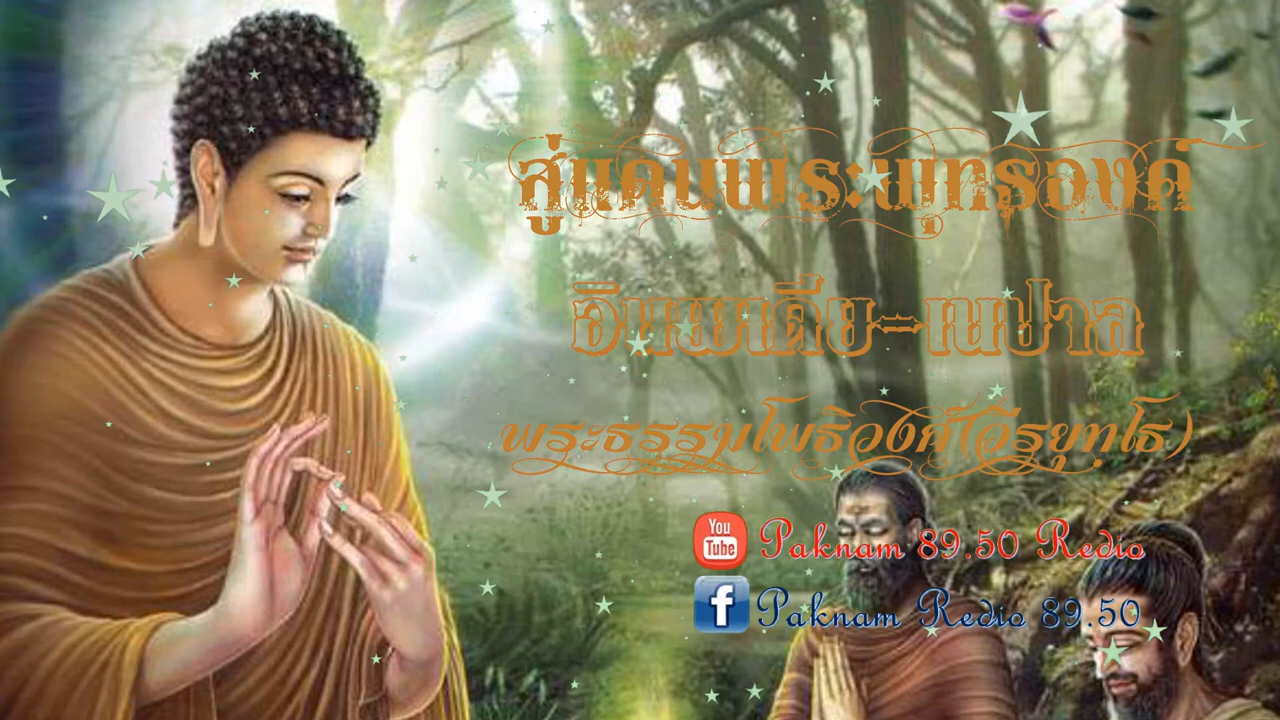 สู่แดนพระพุทธองค์
อินเดีย-เนปาล
พระธรรมโพธิวงศ์(วีรยุทฺโธ)
You Tube Paknam 89.50 Redio
f Paknam Redio 89.50